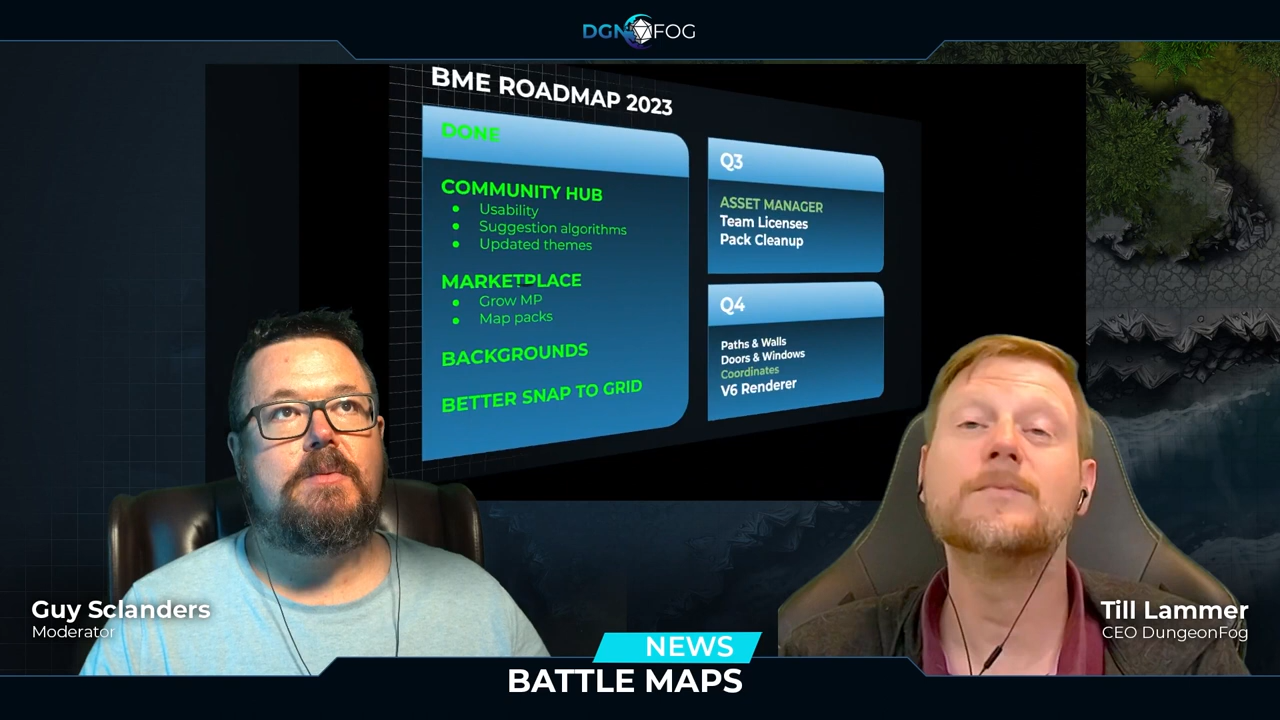 DGNFOG
BME ROADMAP 2023
DONE
COMMUNITY HUB
• Usability
• Suggestion algorithms
• Updated themes
MARKETPLACE
• Grow MP
• Map packs
BACKGROUNDS
BETTER SNAP TO GRID
Q3
ASSET MANAGER
Team Licenses
Pack Cleanup
Q4
Paths & Walls
Doors & Windows
Coordinates
V6 Renderer
Guy Sclanders
Moderator
Till Lammer
CEO DungeonFog
NEWS
BATTLE MAPS